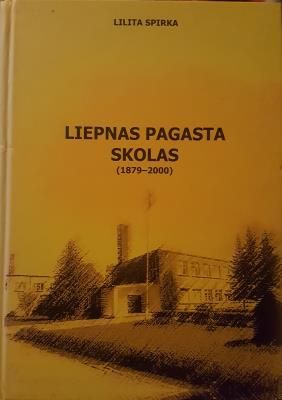 LILITA SPIRKA
LIEPNAS PAGASTA
SKOLAS
(1879–2000)